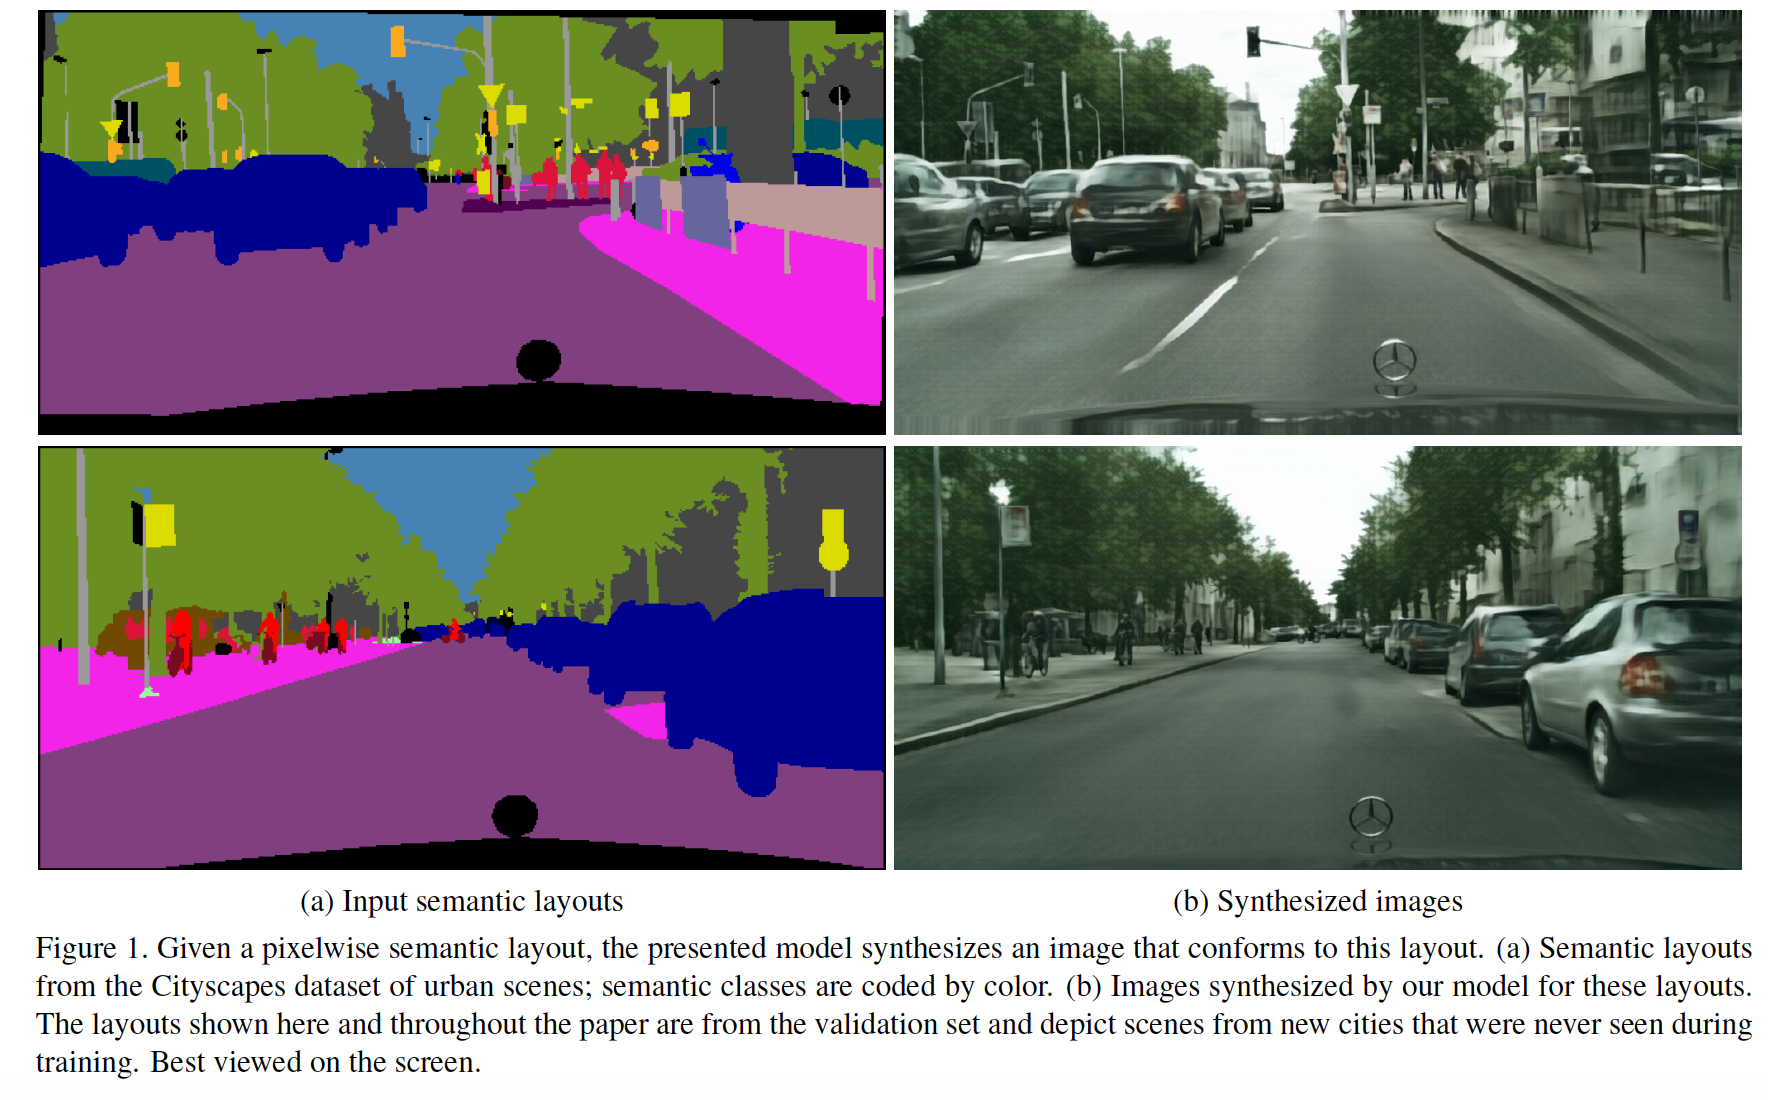 (a) Input semantic layouts
(b) Synthesized images
Figure 1. Given a pixelwise semantic layout, the presented model synthesizes an image that conforms to this layout. (a) Semantic layouts
from the Cityscapes dataset of urban scenes; semantic classes are coded by color. (b) Images synthesized by our model for these layouts.
The layouts shown here and throughout the paper are from the validation set and depict scenes from new cities that were never seen during
training. Best viewed on the screen.